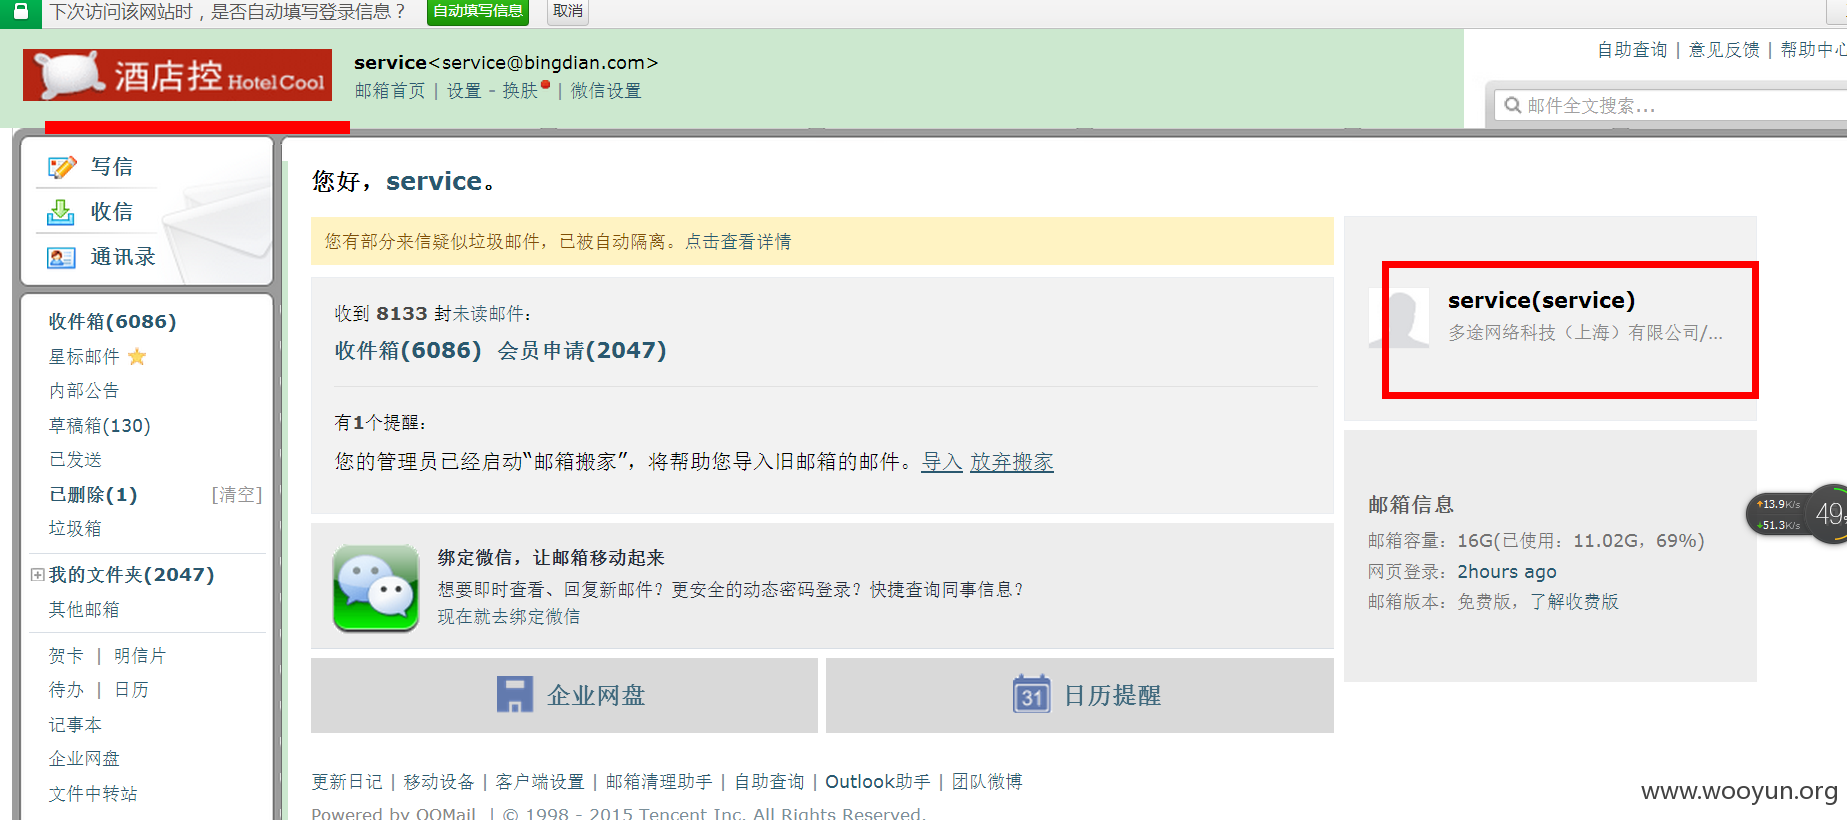 下次访问该网站时，是否自动填写登录信息？ 自动填写信息 取消
酒店控 HotelCool
service<service@bingdian.com>
邮箱首页 | 设置 - 换肤 | 微信设置
自助查询 | 意见反馈 | 帮助中心
邮件全文搜索...
写信
收信
通讯录
收件箱(6086)
星标邮件
内部公告
草稿箱(130)
已发送
已删除(1) [清空]
垃圾箱
我的文件夹(2047)
其他邮箱
贺卡 | 明信片
待办 | 日历
记事本
企业网盘
文件中转站
您好，service。
您有部分来信疑似垃圾邮件，已被自动隔离。点击查看详情
收到 8133 封未读邮件：
收件箱(6086) 会员申请(2047)
有1个提醒：
您的管理员已经启动“邮箱搬家”，将帮助您导入旧邮箱的邮件。导入 放弃搬家
绑定微信，让邮箱移动起来
想要即时查看、回复新邮件？更安全的动态密码登录？快捷查询同事信息？
现在就去绑定微信
企业网盘
31 日历提醒
service(service)
多途网络科技（上海）有限公司/...
邮箱信息
邮箱容量：16G(已使用：11.02G，69%)
网页登录：2hours ago
邮箱版本：免费版，了解收费版
13.9K/s
51.3K/s
49%
更新日记 | 移动设备 | 客户端设置 | 邮箱清理助手 | 自助查询 | Outlook助手 | 团队微博
Powered by QQMail | © 1998 - 2015 Tencent Inc. All Rights Reserved.
www.wooyun.org